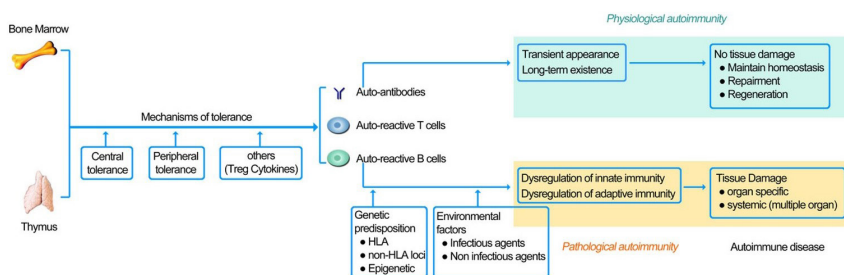 Physiological autoimmunity
Bone Marrow
Transient appearance
Long-term existence
No tissue damage
● Maintain homeostasis
● Repairment
● Regeneration
Auto-antibodies
Mechanisms of tolerance
Auto-reactive T cells
Central
tolerance
Peripheral
tolerance
others
(Treg Cytokines)
Auto-reactive B cells
Thymus
Dysregulation of innate immunity
Dysregulation of adaptive immunity
Tissue Damage
● organ specific
● systemic (multiple organ)
Genetic
predisposition
● HLA
● non-HLA loci
● Epigenetic
Environmental
factors
● Infectious agents
● Non infectious agents
Pathological autoimmunity
Autoimmune disease